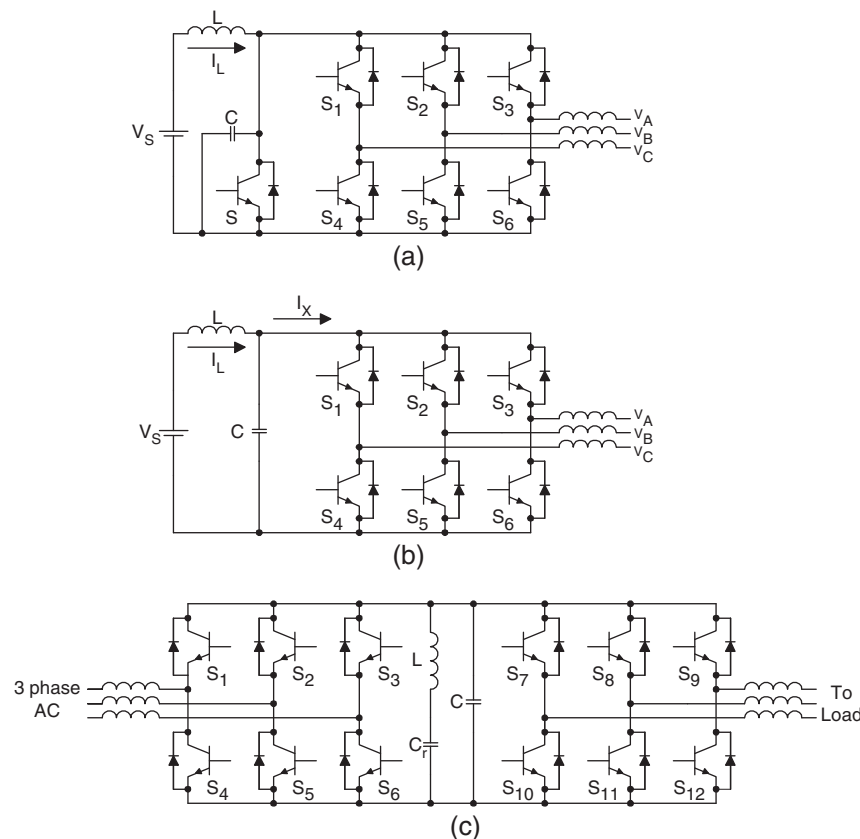 L
I_L
V_S
C
S
S_1
S_2
S_3
V_A
V_B
V_C
S_4
S_5
S_6
(a)
I_X
L
I_L
V_S
C
S_1
S_2
S_3
V_A
V_B
V_C
S_4
S_5
S_6
(b)
3 phase
AC
S_1
S_2
S_3
L
C
C_r
S_7
S_8
S_9
To
Load
S_4
S_5
S_6
S_10
S_11
S_12
(c)